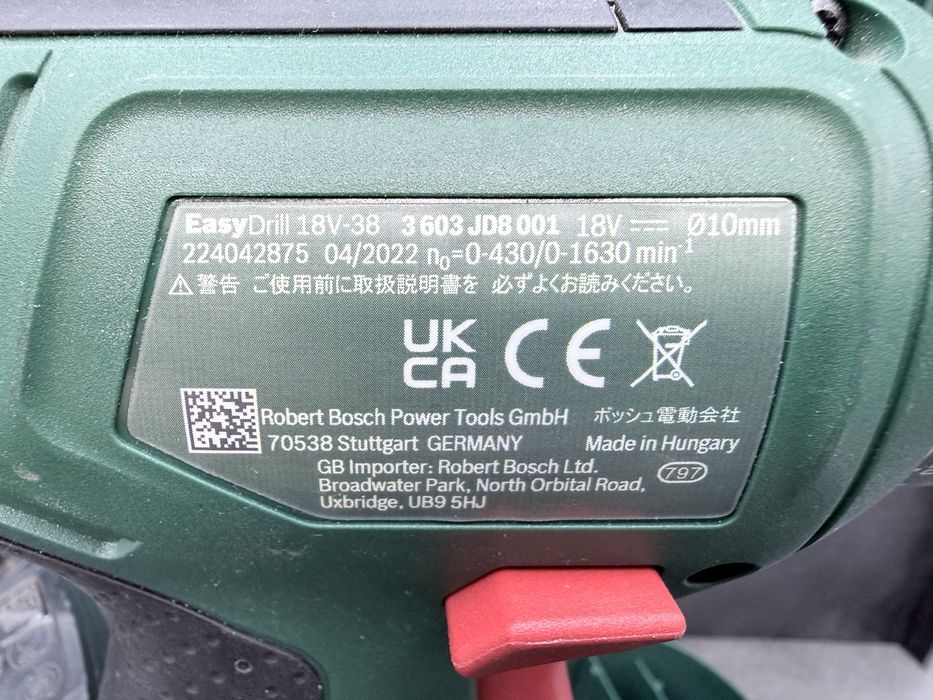 EasyDrill 18V-38 3 603 JD8 001 18V ⎓ Ø10mm
224042875 04/2022 n₀=0-430/0-1630 min⁻¹
⚠ 警告 ご使用前に取扱説明書を 必ずよくお読みください。
UK
CA CE
Robert Bosch Power Tools GmbH ボッシュ電動会社
70538 Stuttgart GERMANY Made in Hungary
GB Importer: Robert Bosch Ltd. 797
Broadwater Park, North Orbital Road,
Uxbridge, UB9 5HJ